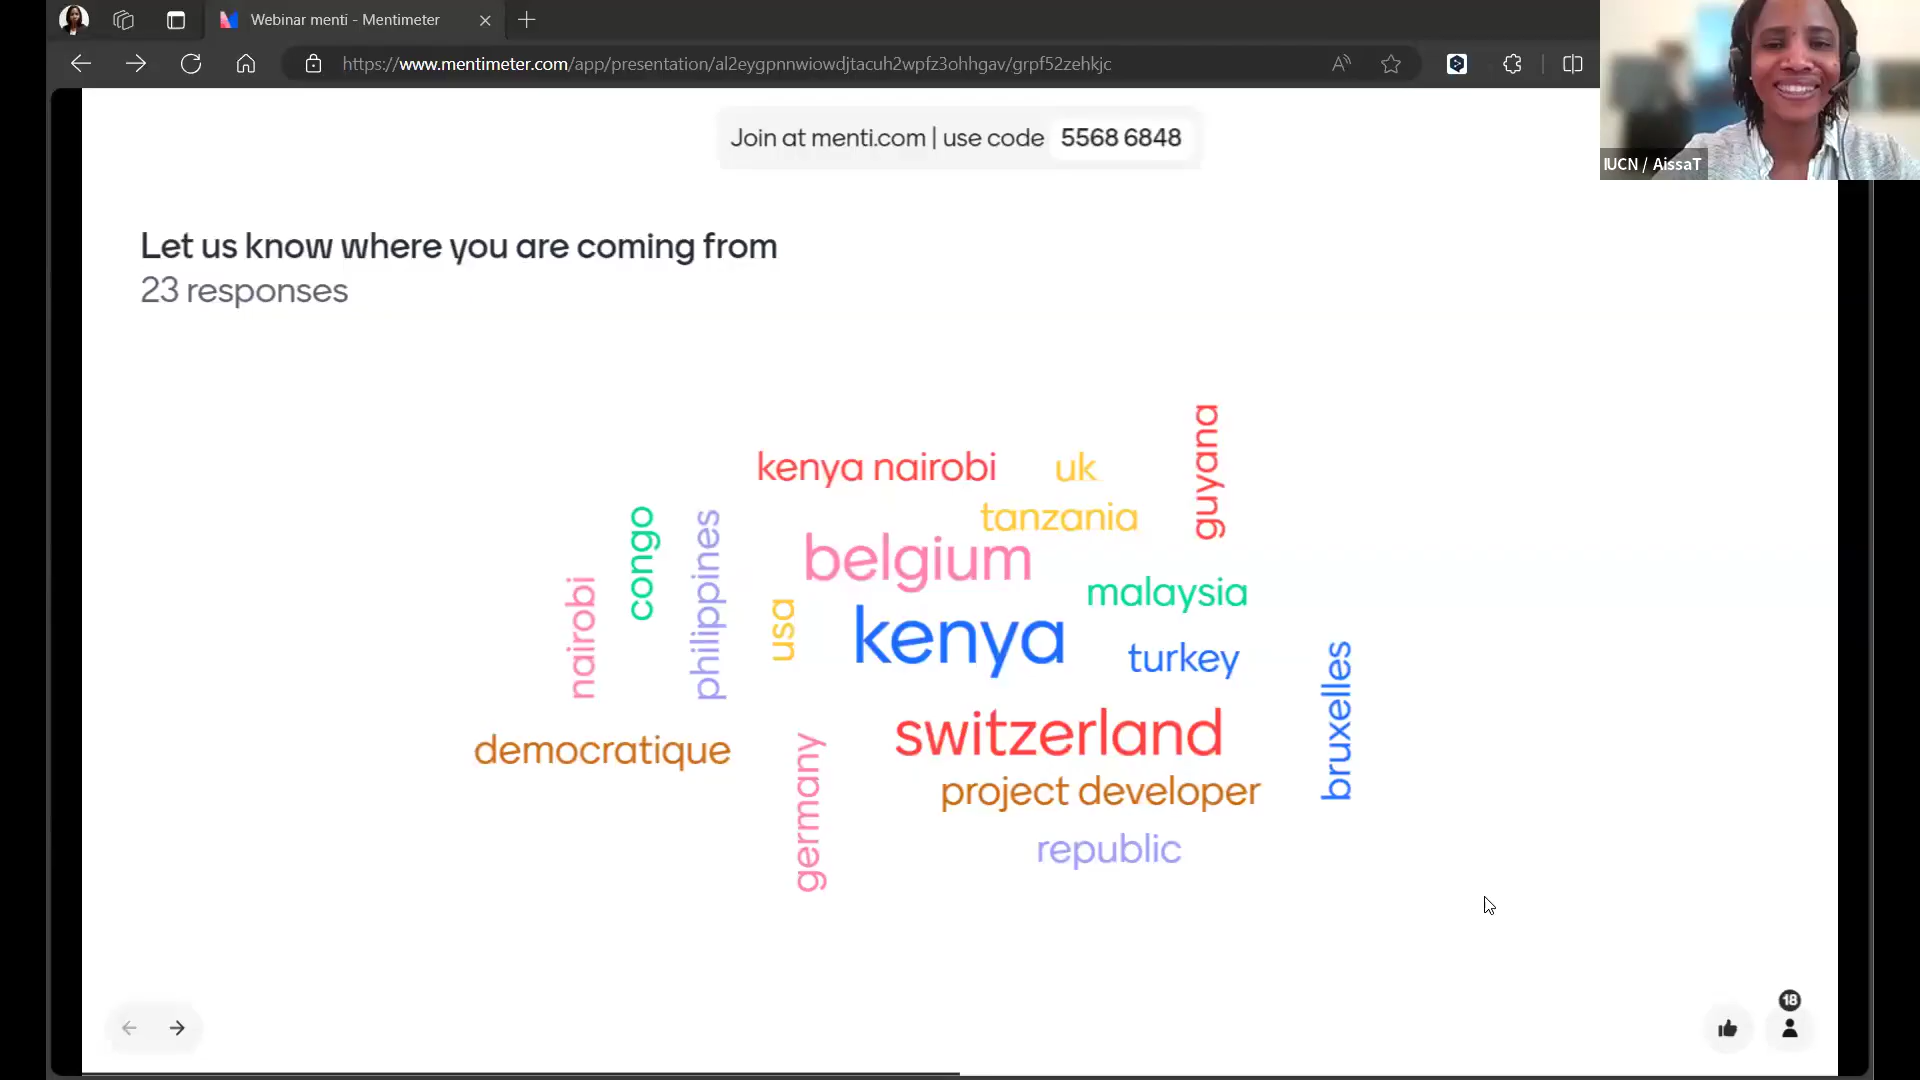 Webinar menti - Mentimeter
https://www.mentimeter.com/app/presentation/al2eygpnnwiowdjtacuh2wpfz3ohhgav/grpf52zehkjc
IUCN / AissaT
Join at menti.com | use code 5568 6848
Let us know where you are coming from
23 responses
guyana
kenya nairobi
uk
tanzania
congo
philippines
belgium
malaysia
nairobi
usa
kenya
turkey
bruxelles
democratique
switzerland
germany
project developer
republic
18